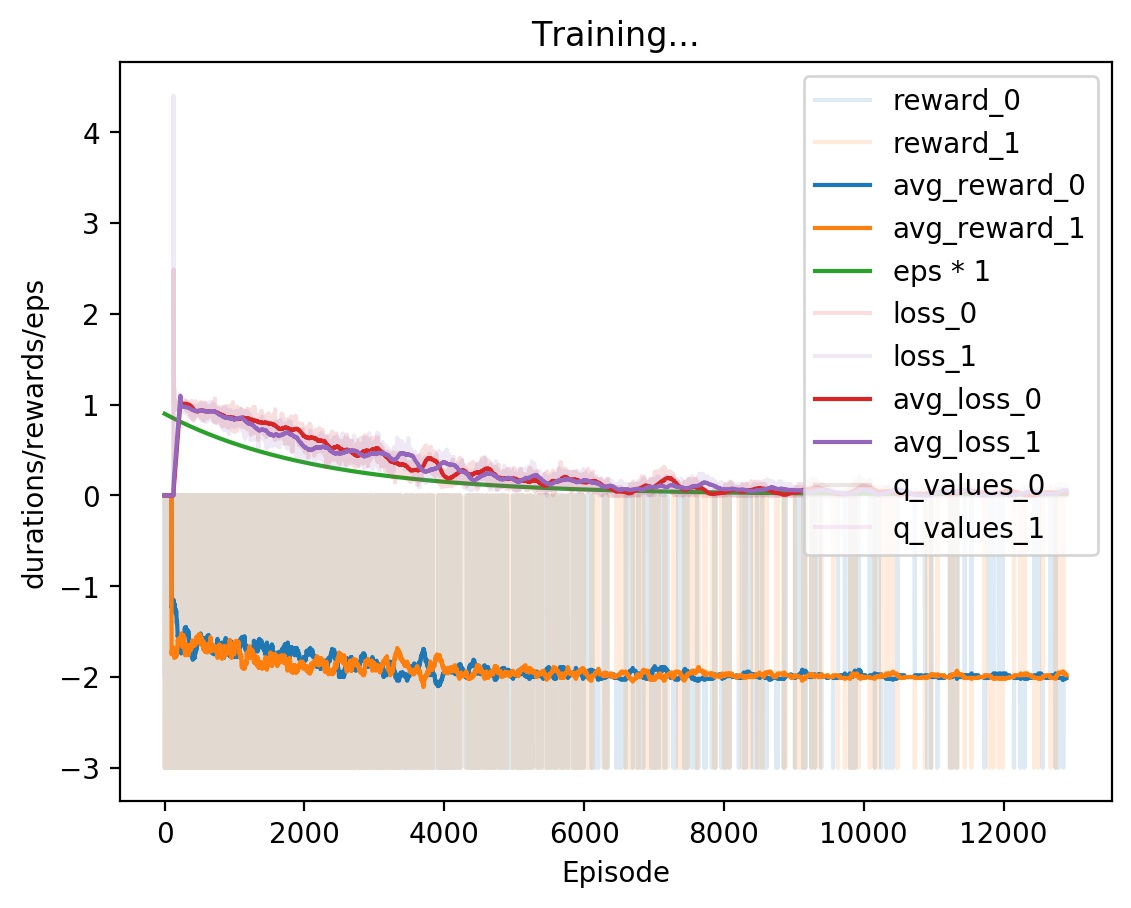 Training...
durations/rewards/eps
4
3
2
1
0
−1
−2
−3
reward_0
reward_1
avg_reward_0
avg_reward_1
eps * 1
loss_0
loss_1
avg_loss_0
avg_loss_1
q_values_0
q_values_1
0 2000 4000 6000 8000 10000 12000
Episode